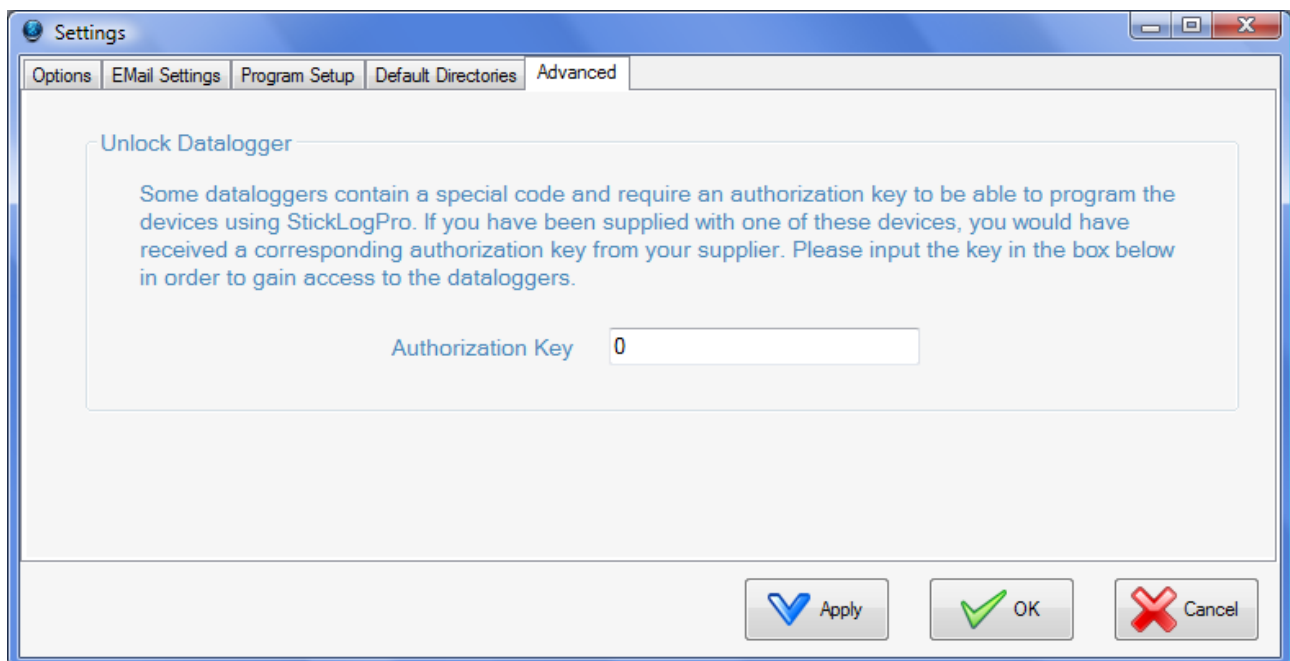 Settings
Options EMail Settings Program Setup Default Directories Advanced
Unlock Datalogger
Some dataloggers contain a special code and require an authorization key to be able to program the
devices using StickLogPro. If you have been supplied with one of these devices, you would have
received a corresponding authorization key from your supplier. Please input the key in the box below
in order to gain access to the dataloggers.
Authorization Key 0
Apply OK Cancel